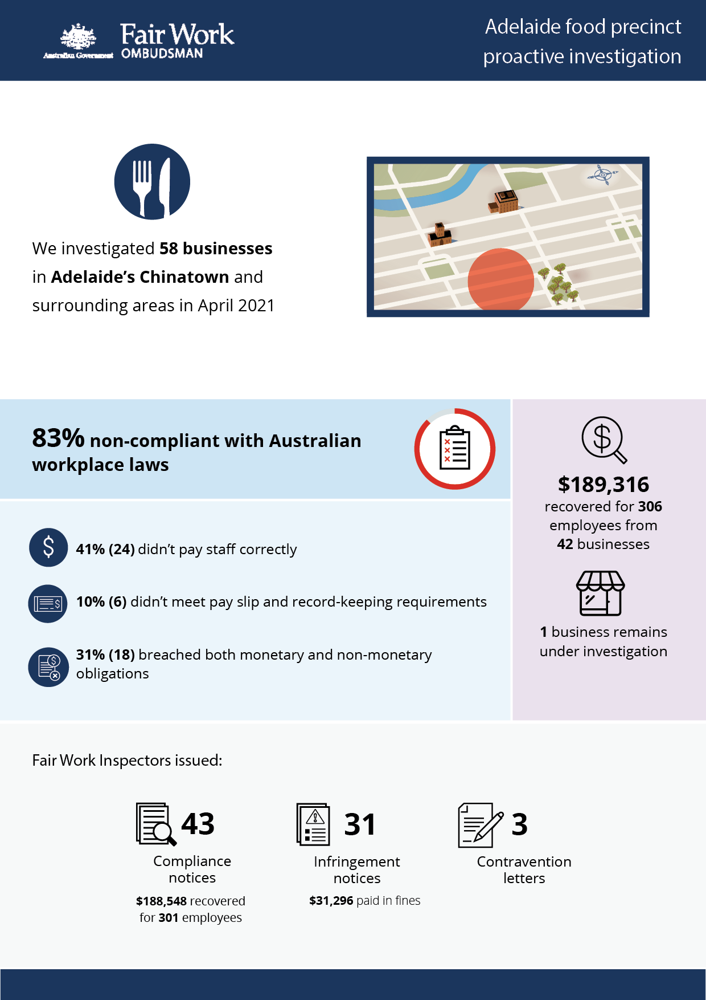 Australian Government
Fair Work
OMBUDSMAN
Adelaide food precinct
proactive investigation
We investigated 58 businesses
in Adelaide’s Chinatown and
surrounding areas in April 2021
83% non-compliant with Australian
workplace laws
41% (24) didn’t pay staff correctly
10% (6) didn’t meet pay slip and record-keeping requirements
31% (18) breached both monetary and non-monetary
obligations
$189,316
recovered for 306
employees from
42 businesses
1 business remains
under investigation
Fair Work Inspectors issued:
43
Compliance
notices
$188,548 recovered
for 301 employees
31
Infringement
notices
$31,296 paid in fines
3
Contravention
letters